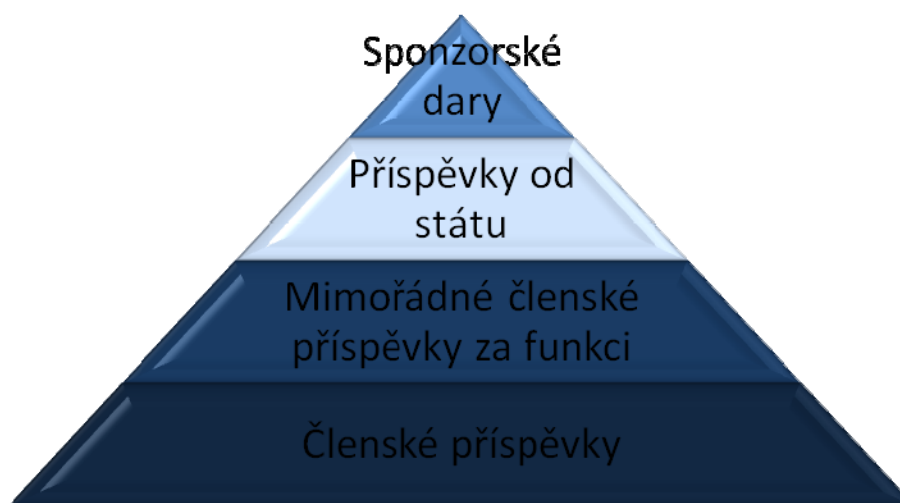 Sponzorské
dary
Příspěvky od
státu
Mimořádné členské
příspěvky za funkci
Členské příspěvky